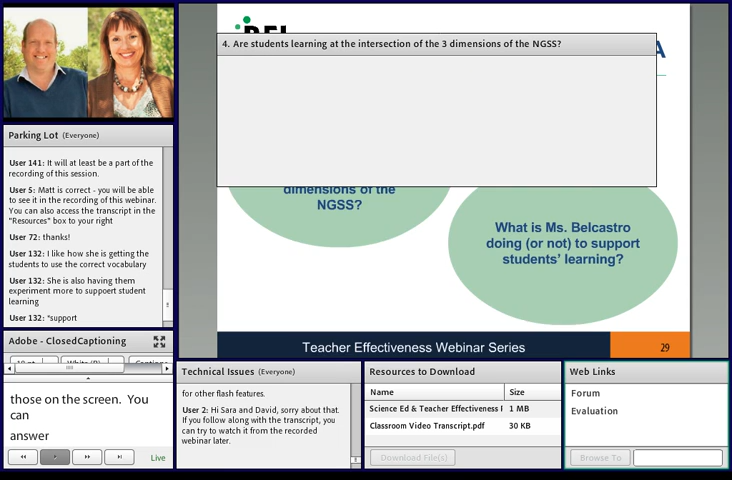 Parking Lot (Everyone)
User 141: It will at least be a part of the
recording of this session.
User 5: Matt is correct - you will be able
to see it in the recording of this webinar.
You can also access the transcript in the
"Resources" box to your right
User 72: thanks!
User 132: I like how she is getting the
students to use the correct vocabulary
User 132: She is also having them
experiment more to suppoert student
learning
User 132: *support
Adobe - ClosedCaptioning
those on the screen. You
can
answer
Live
4. Are students learning at the intersection of the 3 dimensions of the NGSS?
A
dimensions of the
NGSS?
What is Ms. Belcastro
doing (or not) to support
students' learning?
Teacher Effectiveness Webinar Series
29
Technical Issues (Everyone)
for other flash features.
User 2: Hi Sara and David, sorry about that.
If you follow along with the transcript, you
can try to watch it from the recorded
webinar later.
Resources to Download
Name Size
Science Ed & Teacher Effectiveness 1 MB
Classroom Video Transcript.pdf 30 KB
Download File(s)
Web Links
Forum
Evaluation
Browse To